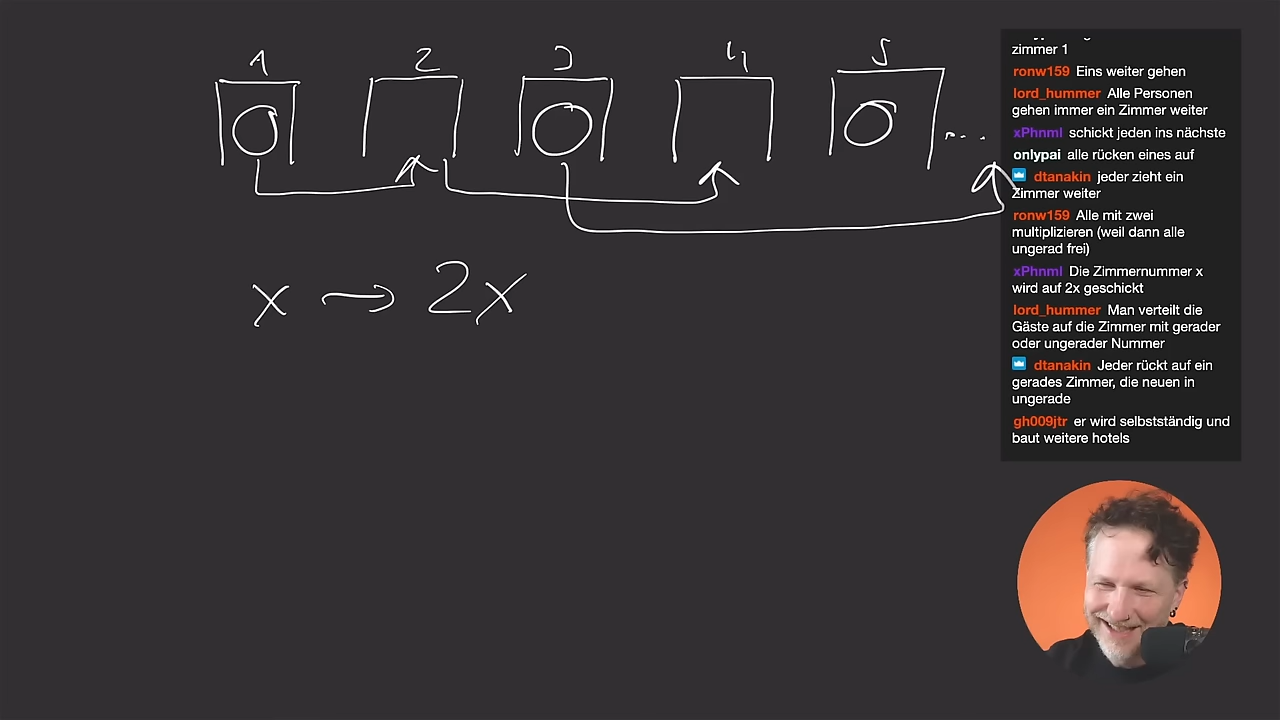 1 2 3 4 5
...
x → 2x
zimmer 1
ronw159 Eins weiter gehen
lord_hummer Alle Personen
gehen immer ein Zimmer weiter
xPhnml schickt jeden ins nächste
onlypai alle rücken eines auf
dtanakin jeder zieht ein
Zimmer weiter
ronw159 Alle mit zwei
multiplizieren (weil dann alle
ungerad frei)
xPhnml Die Zimmernummer x
wird auf 2x geschickt
lord_hummer Man verteilt die
Gäste auf die Zimmer mit gerader
oder ungerader Nummer
dtanakin Jeder rückt auf ein
gerades Zimmer, die neuen in
ungerade
gh009jtr er wird selbstständig und
baut weitere hotels